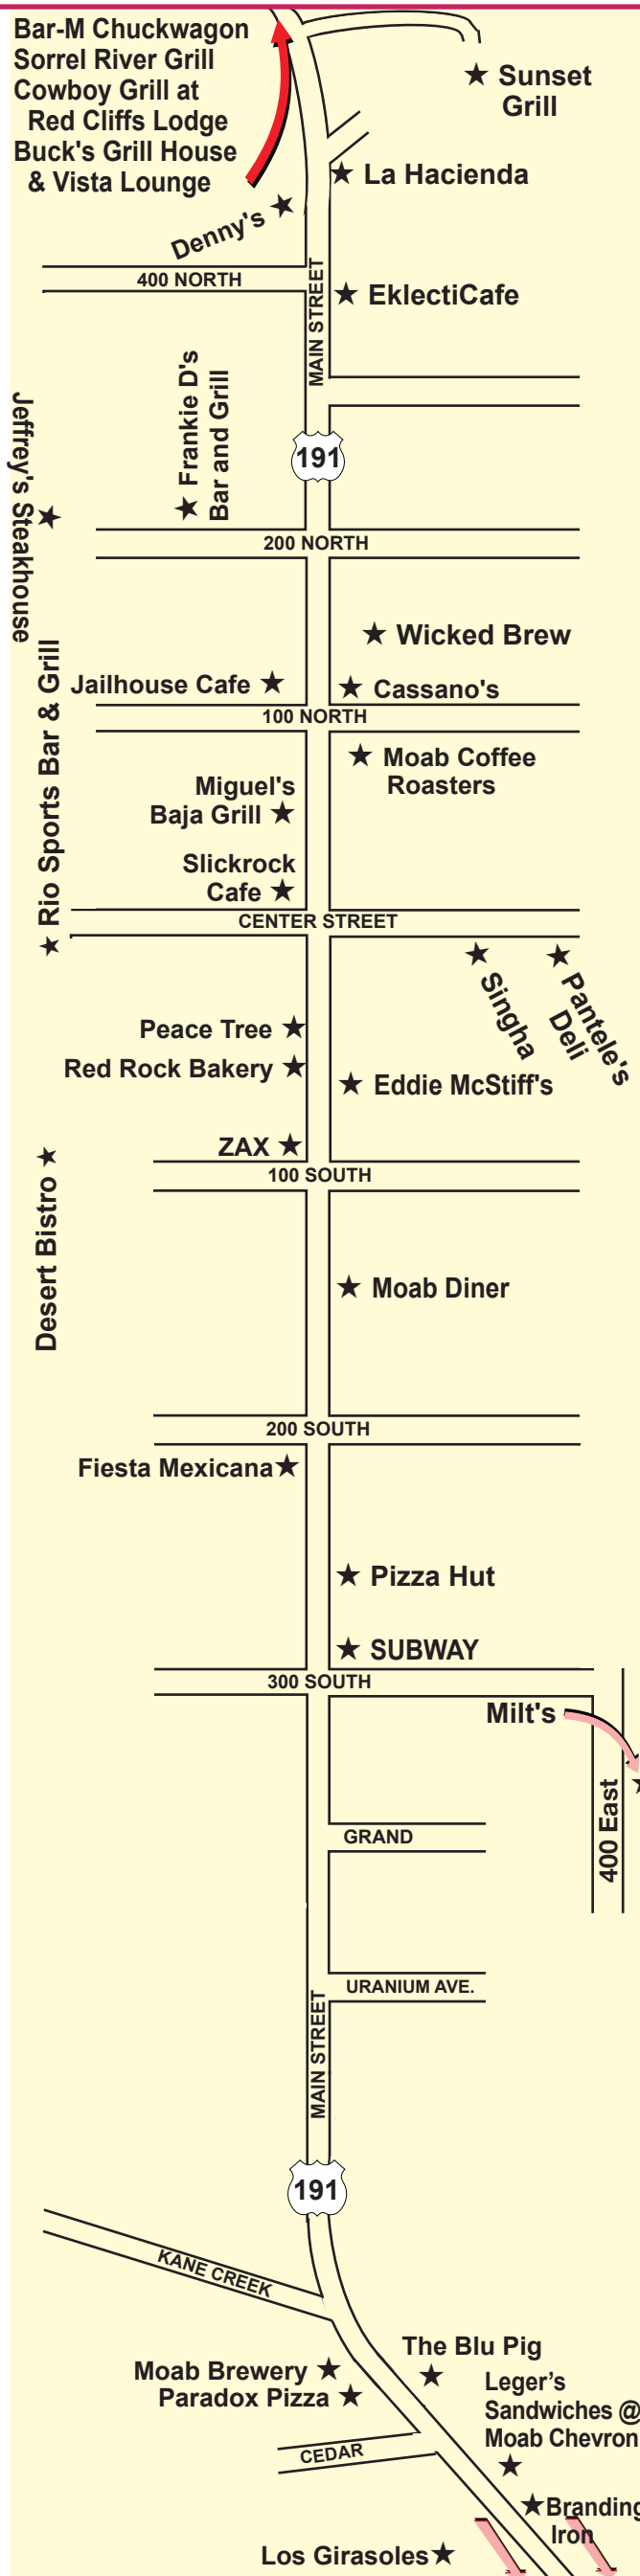 Bar-M Chuckwagon
Sorrel River Grill
Cowboy Grill at
Red Cliffs Lodge
Buck's Grill House
& Vista Lounge
Sunset
Grill
La Hacienda
Denny's
400 NORTH
MAIN STREET
EklectiCafe
Frankie D's
Bar and Grill
Jeffrey's Steakhouse
191
200 NORTH
Wicked Brew
Rio Sports Bar & Grill
Jailhouse Cafe
Cassano's
100 NORTH
Moab Coffee
Roasters
Miguel's
Baja Grill
Slickrock
Cafe
CENTER STREET
Singha
Pantele's
Deli
Peace Tree
Red Rock Bakery
Eddie McStiff's
ZAX
100 SOUTH
Desert Bistro
Moab Diner
200 SOUTH
Fiesta Mexicana
Pizza Hut
SUBWAY
300 SOUTH
Milt's
400 East
GRAND
URANIUM AVE.
MAIN STREET
191
KANE CREEK
The Blu Pig
Moab Brewery
Paradox Pizza
Leger's
Sandwiches @
Moab Chevron
CEDAR
Branding
Iron
Los Girasoles